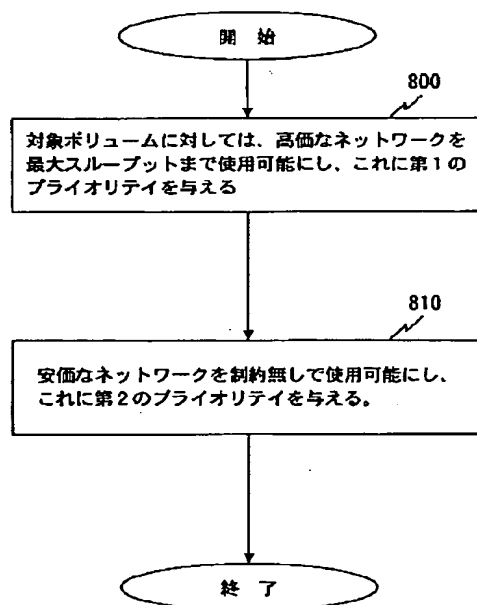 開 始
800
対象ボリュームに対しては、高価なネットワークを
最大スループットまで使用可能にし、これに第1の
プライオリティを与える
810
安価なネットワークを制約無しで使用可能にし、
これに第2のプライオリティを与える。
終 了